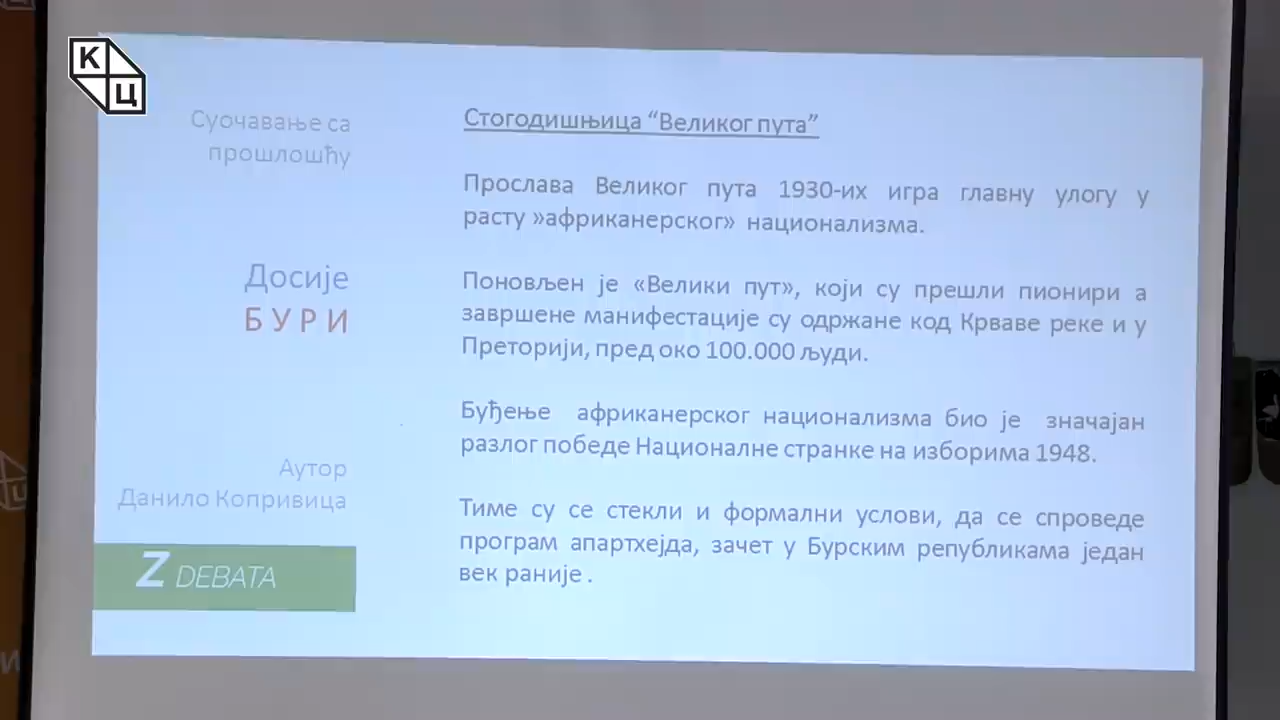 К
Ц
Суочавање са
прошлошћу
Досије
БУРИ
Аутор
Данило Копривица
Z DEBATA
Стогодишњица “Великог пута”
Прослава Великог пута 1930-их игра главну улогу у
расту »африканерског» национализма.
Поновљен је «Велики пут», који су прешли пионири а
завршене манифестације су одржане код Крваве реке и у
Преторији, пред око 100.000 људи.
Буђење африканерског национализма био је значајан
разлог победе Националне странке на изборима 1948.
Тиме су се стекли и формални услови, да се спроведе
програм апартхејда, зачет у Бурским републикама један
век раније .